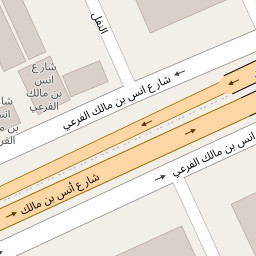 النفل
شارع انس بن مالك الفرعي
شارع
انس
بن مالك
الفرعي
شارع أنس بن مالك
انس بن مالك الفرعي